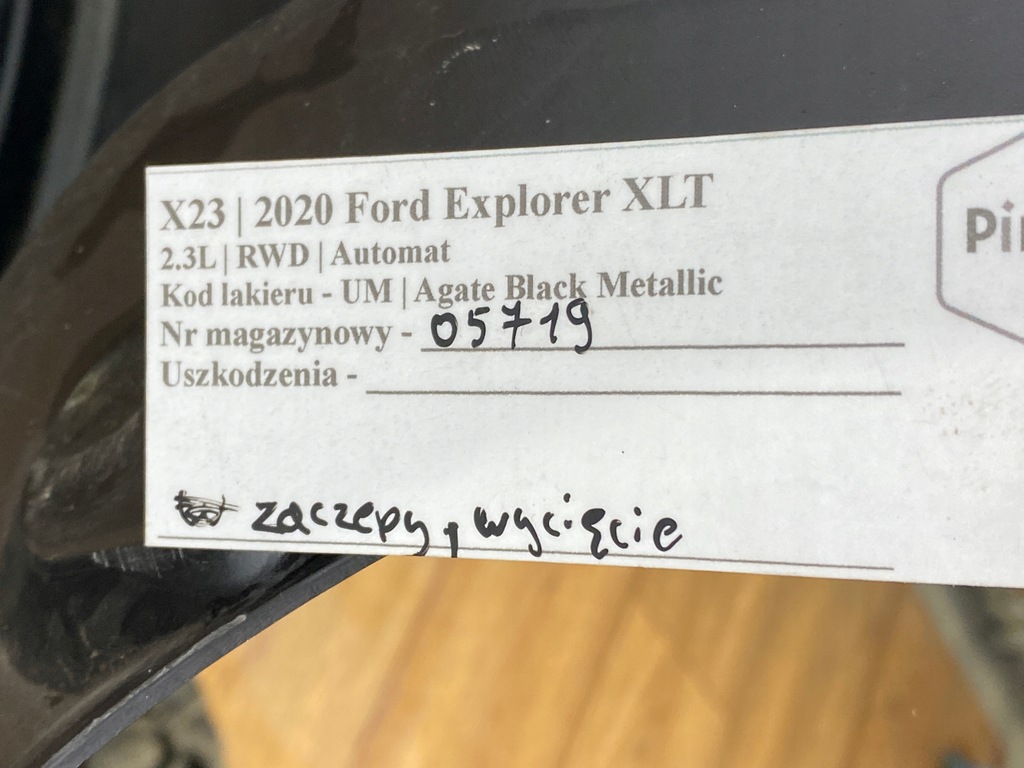 X23 | 2020 Ford Explorer XLT
2.3L | RWD | Automat
Kod lakieru - UM | Agate Black Metallic
Nr magazynowy - 05719
Uszkodzenia -
zaczepy, wycięcie
Pi